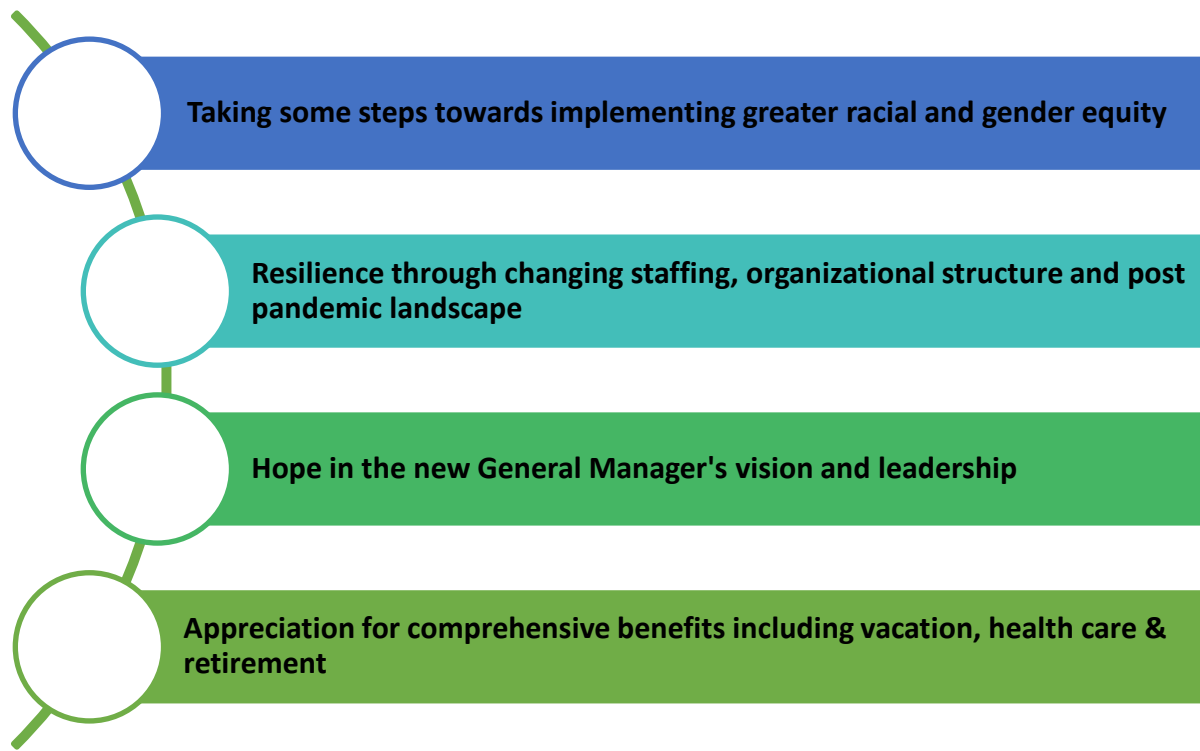 Taking some steps towards implementing greater racial and gender equity
Resilience through changing staffing, organizational structure and post
pandemic landscape
Hope in the new General Manager's vision and leadership
Appreciation for comprehensive benefits including vacation, health care &
retirement